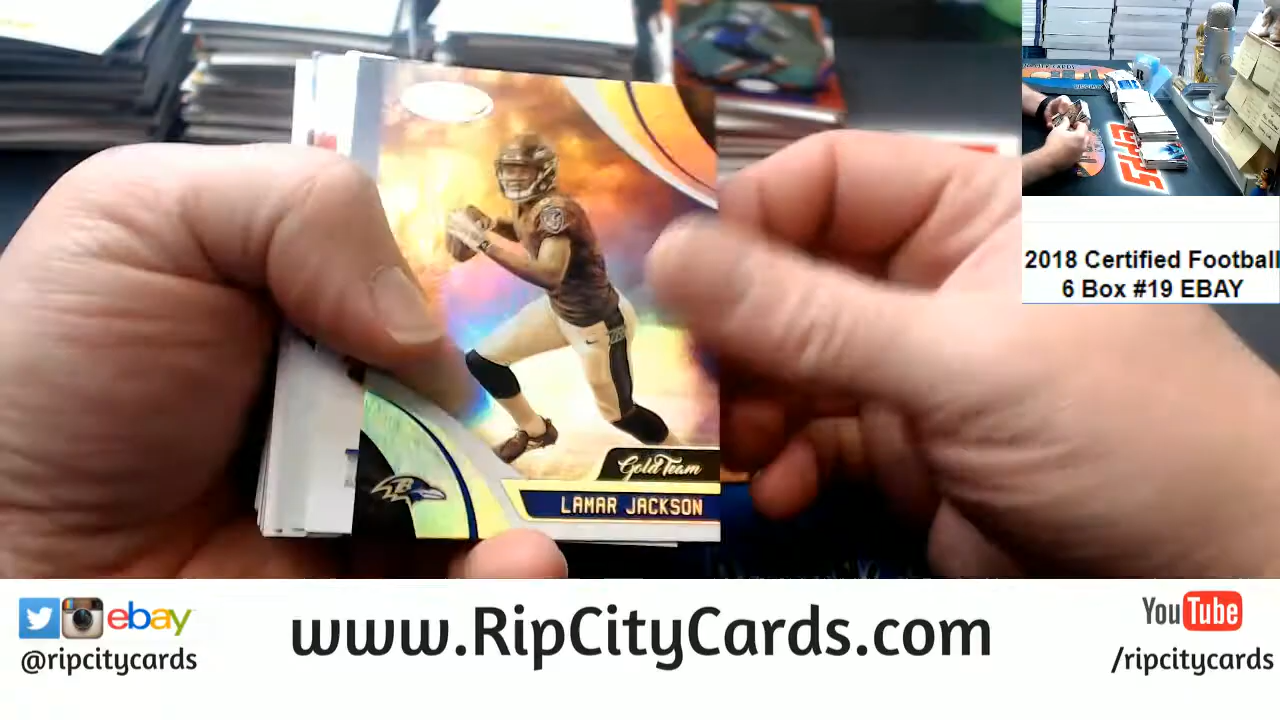 Gold Team
LAMAR JACKSON
2018 Certified Football
6 Box #19 EBAY
ebay
@ripcitycards
www.RipCityCards.com
YouTube
/ripcitycards